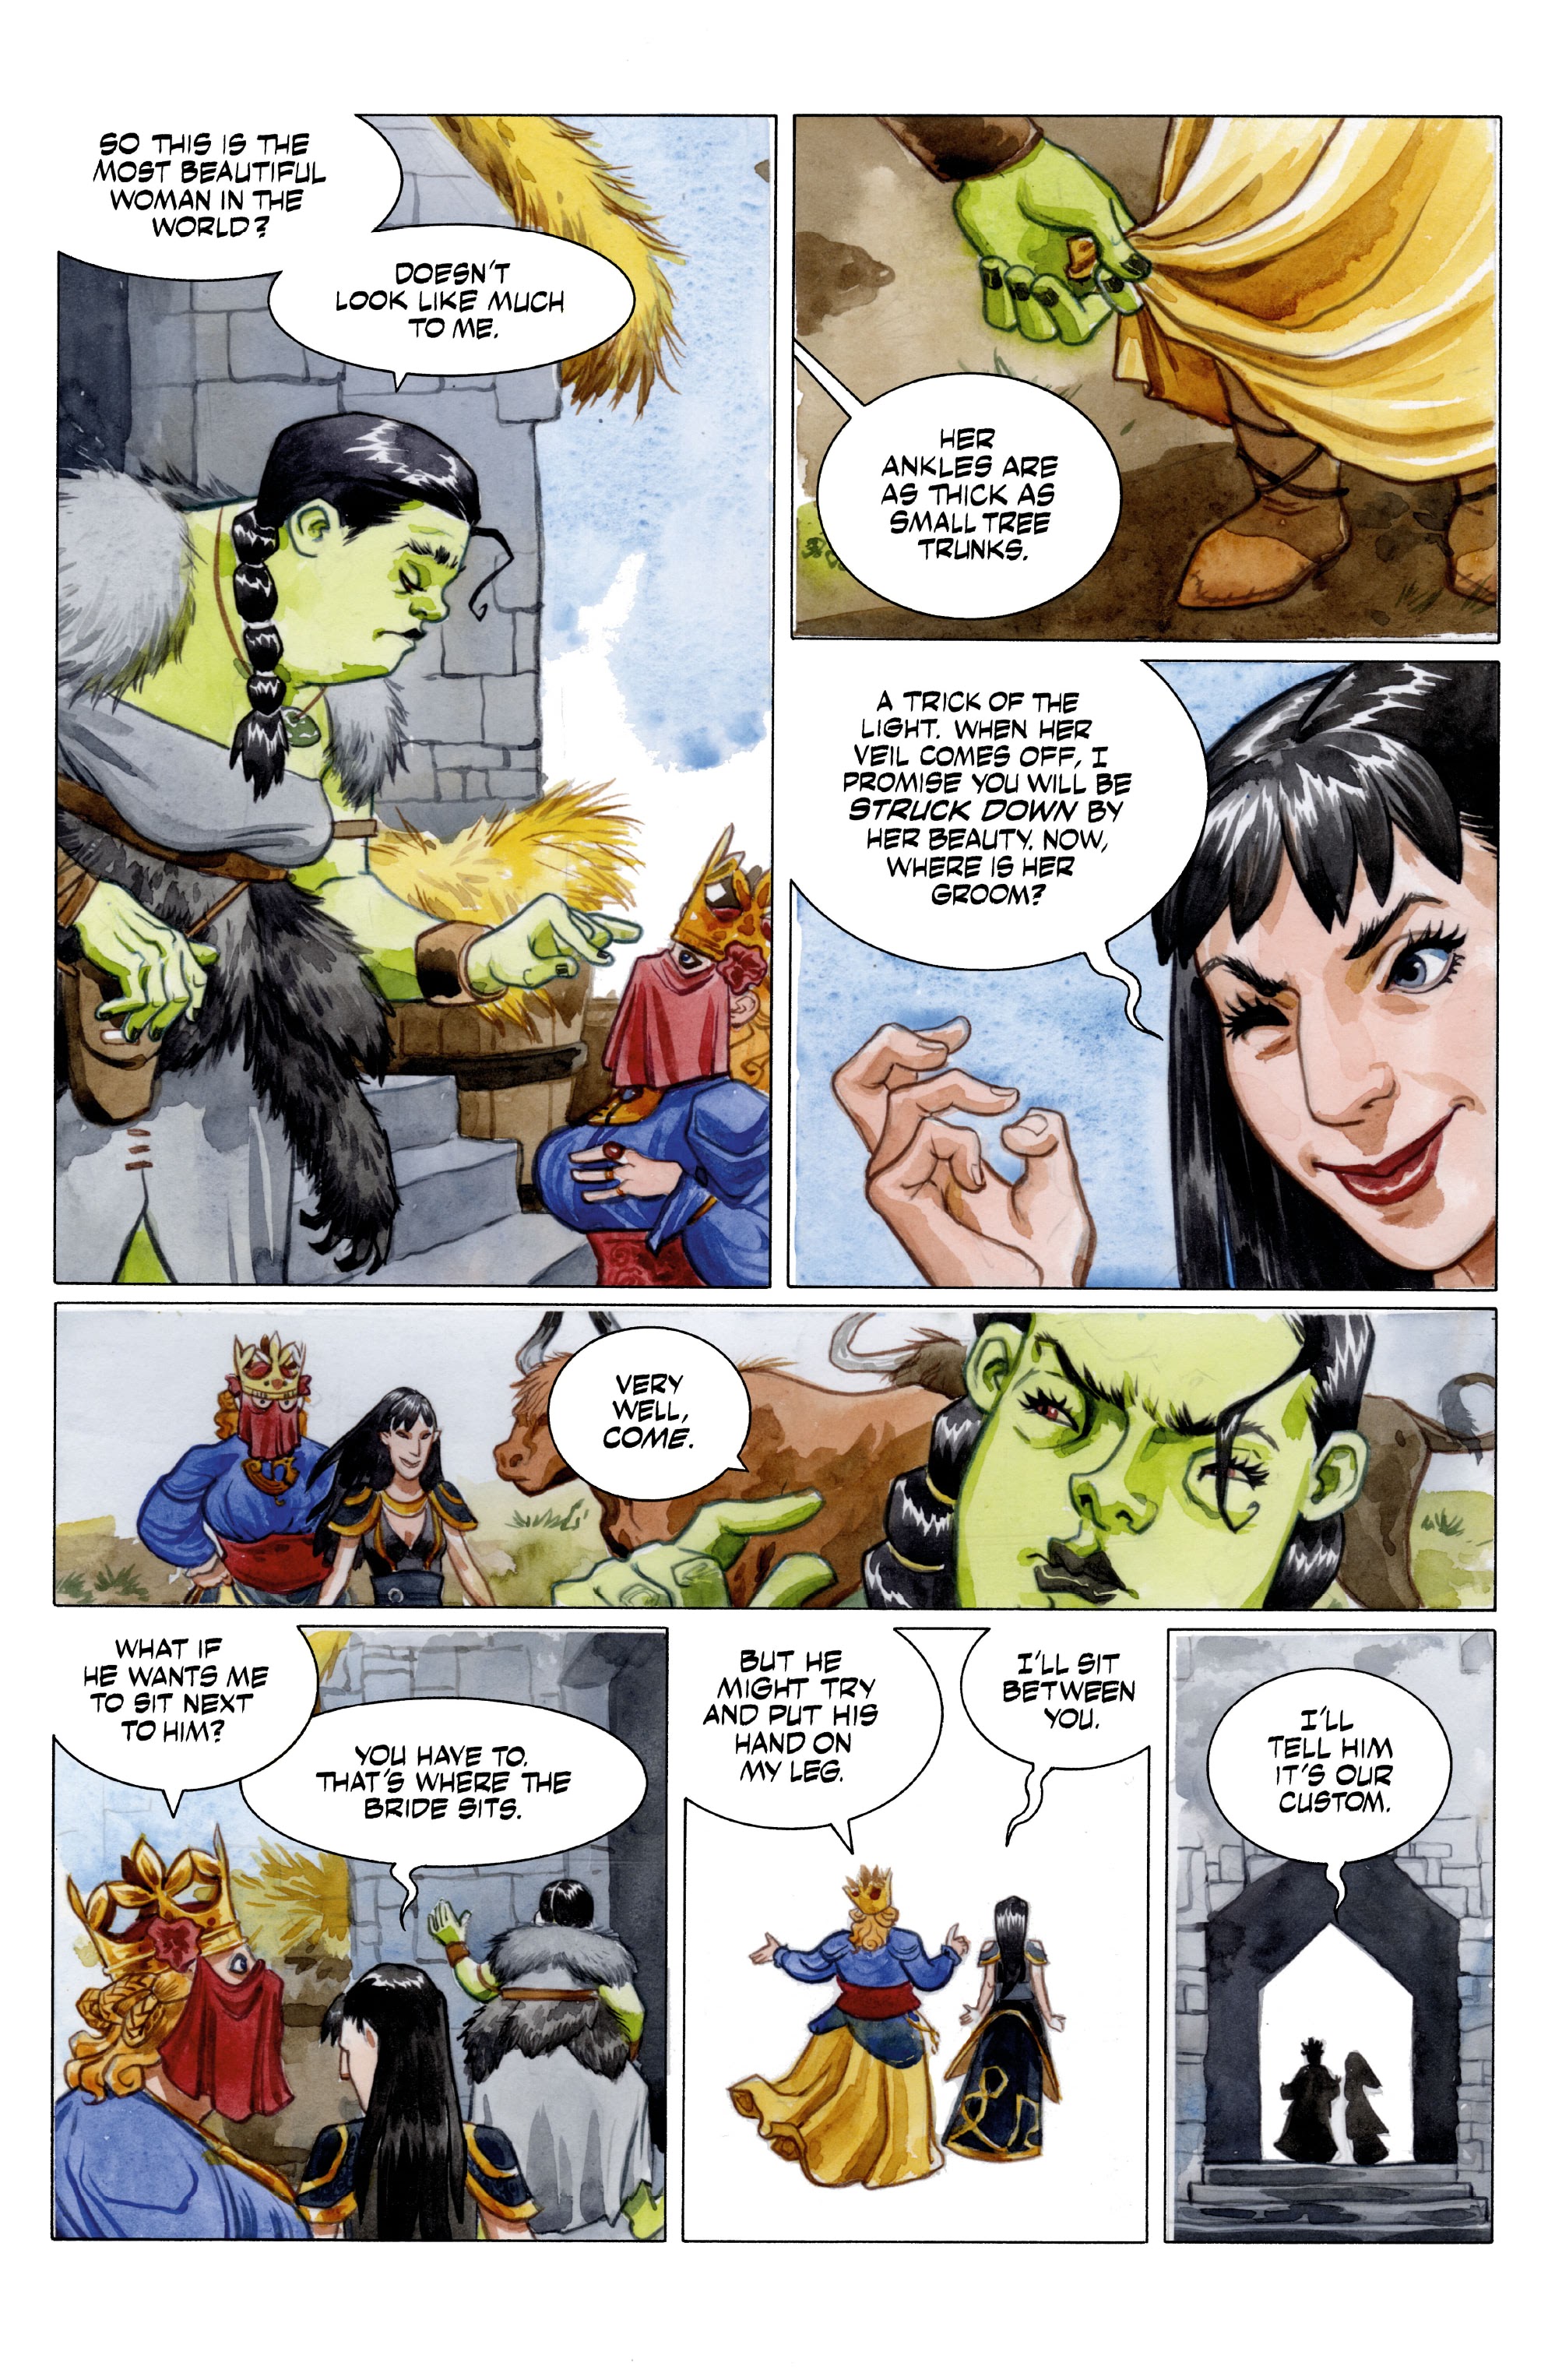 SO THIS IS THE
MOST BEAUTIFUL
WOMAN IN THE
WORLD?
DOESN'T
LOOK LIKE MUCH
TO ME.
HER
ANKLES ARE
AS THICK AS
SMALL TREE
TRUNKS.
A TRICK OF THE
LIGHT. WHEN HER
VEIL COMES OFF, I
PROMISE YOU WILL BE
STRUCK DOWN BY
HER BEAUTY. NOW,
WHERE IS HER
GROOM?
VERY
WELL,
COME.
WHAT IF
HE WANTS ME
TO SIT NEXT
TO HIM?
YOU HAVE TO.
THAT'S WHERE THE
BRIDE SITS.
BUT HE
MIGHT TRY
AND PUT HIS
HAND ON
MY LEG.
I'LL SIT
BETWEEN
YOU.
I'LL
TELL HIM
IT'S OUR
CUSTOM.